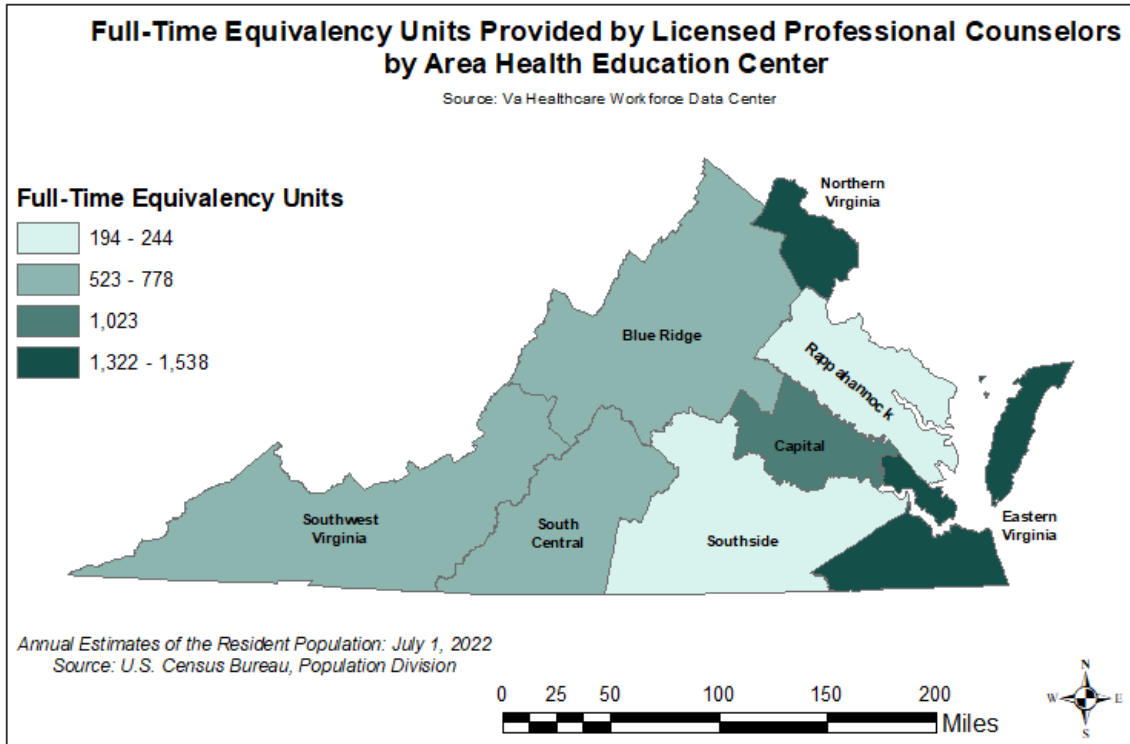 Full-Time Equivalency Units Provided by Licensed Professional Counselors
by Area Health Education Center
Source: Va Healthcare Workforce Data Center
Full-Time Equivalency Units
194 - 244
523 - 778
1,023
1,322 - 1,538
Northern
Virginia
Blue Ridge
Rappahannock
Capital
Southwest
Virginia
South
Central
Southside
Eastern
Virginia
Annual Estimates of the Resident Population: July 1, 2022
Source: U.S. Census Bureau, Population Division
0 25 50 100 150 200
Miles
N
W E
S